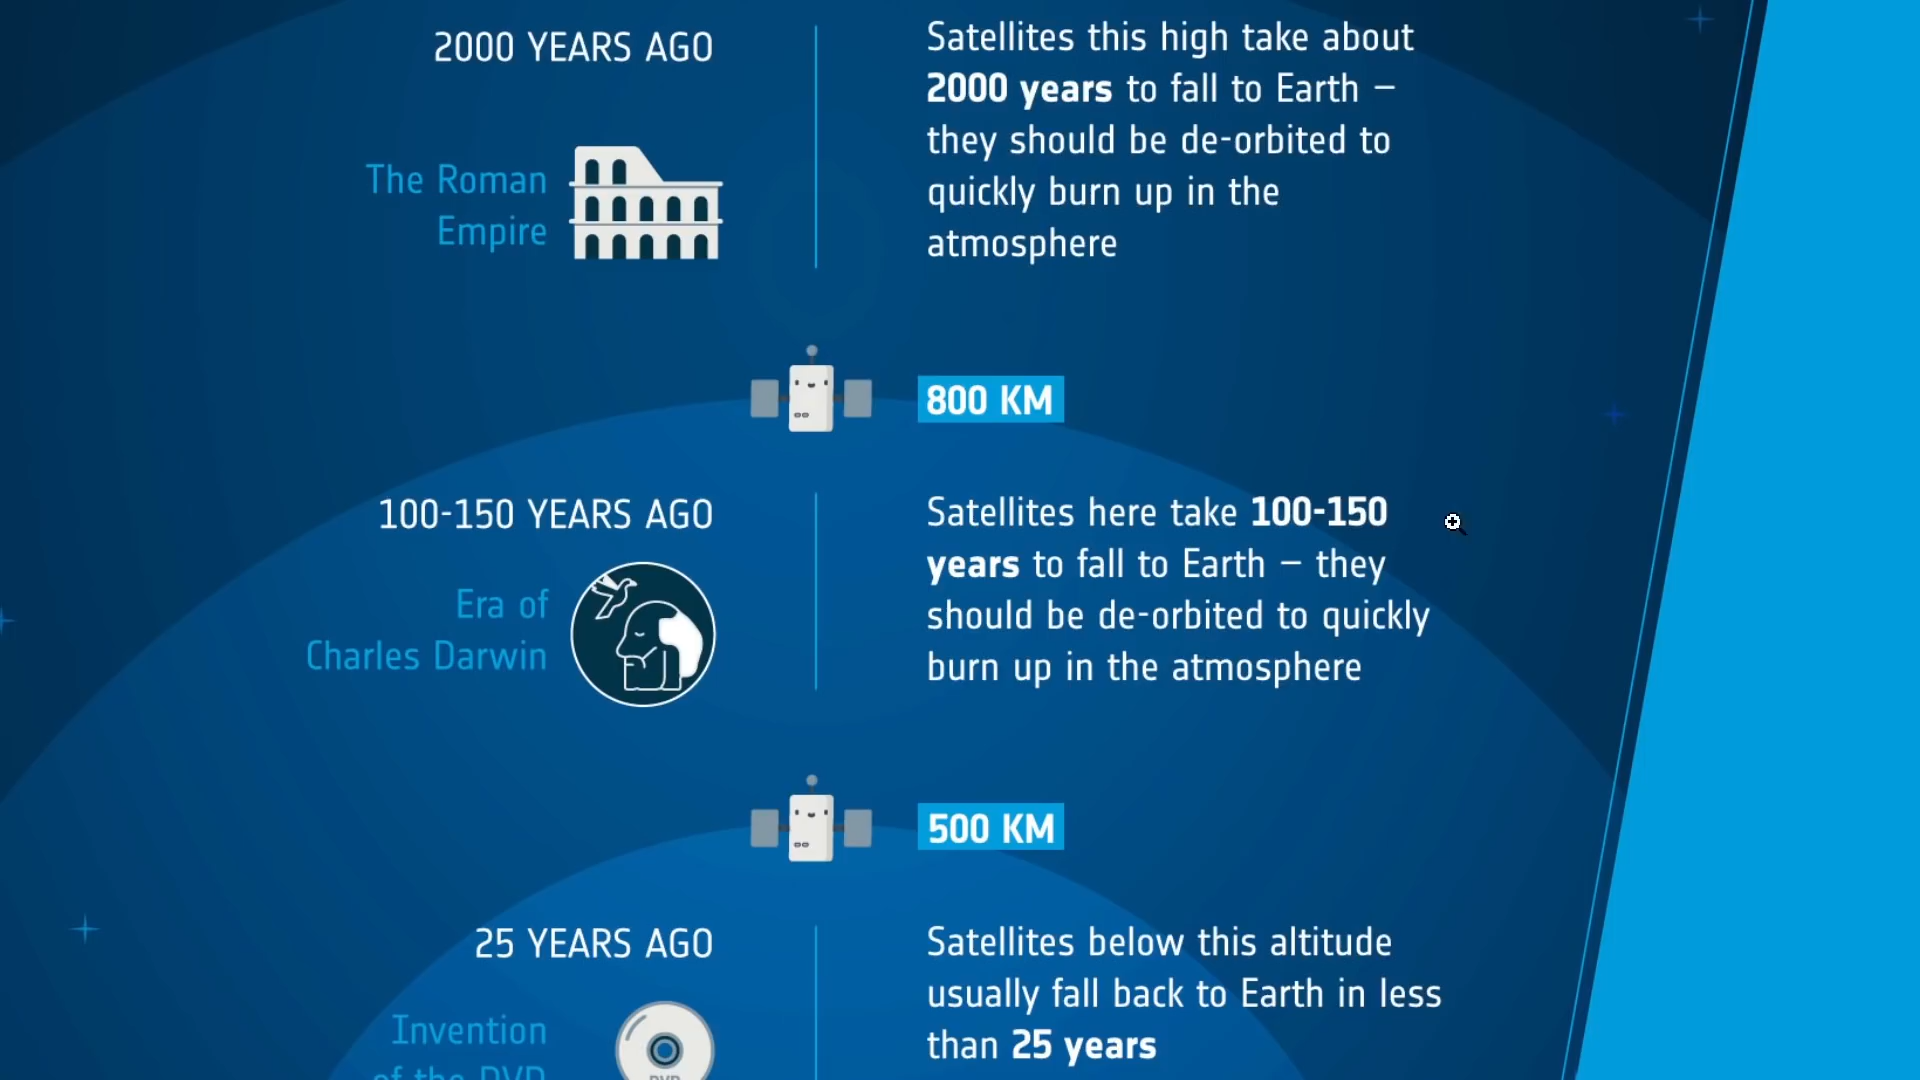 2000 YEARS AGO
The Roman
Empire
Satellites this high take about
2000 years to fall to Earth –
they should be de-orbited to
quickly burn up in the
atmosphere
800 KM
100-150 YEARS AGO
Era of
Charles Darwin
Satellites here take 100-150
years to fall to Earth – they
should be de-orbited to quickly
burn up in the atmosphere
500 KM
25 YEARS AGO
Invention
of the DVD
DVD
Satellites below this altitude
usually fall back to Earth in less
than 25 years